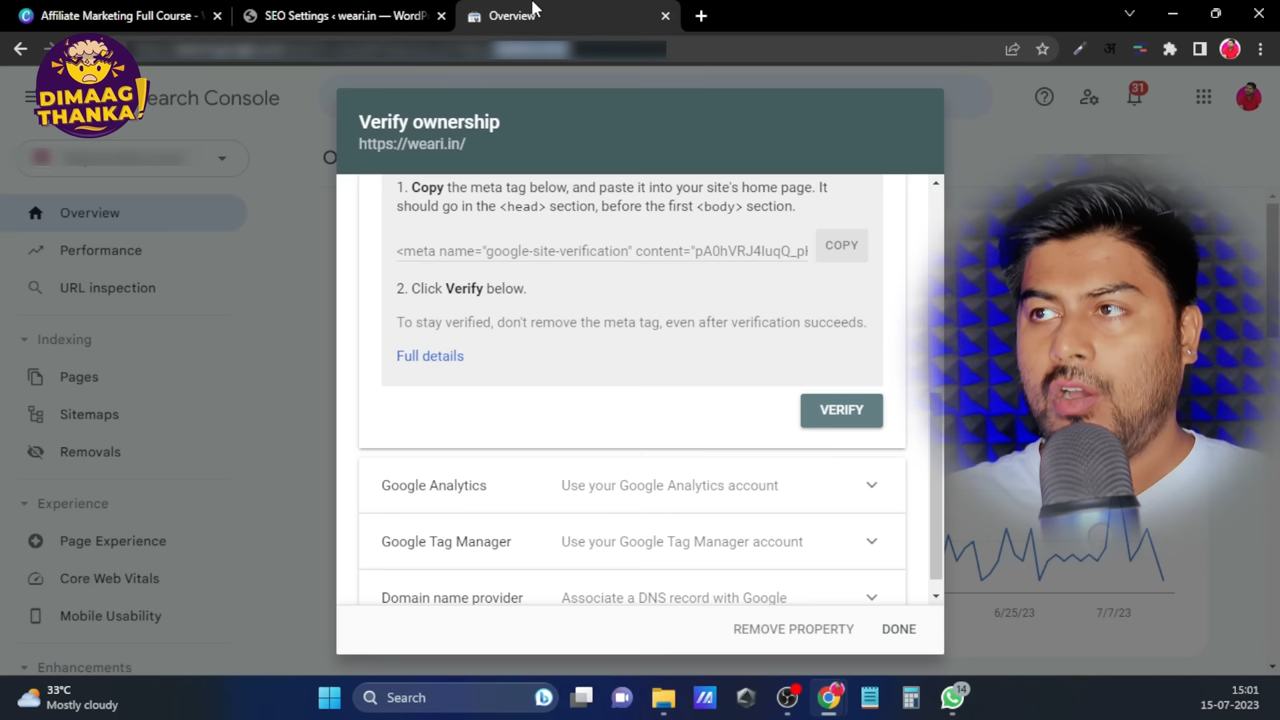 Affiliate Marketing Full Course -
SEO Settings ‹ weari.in — WordP
Overview
DIMAAG
THANKA!
earch Console
31
Verify ownership
https://weari.in/
1. Copy the meta tag below, and paste it into your site's home page. It
should go in the <head> section, before the first <body> section.
<meta name="google-site-verification" content="pA0hVRJ4IuqQ_pl
COPY
2. Click Verify below.
To stay verified, don't remove the meta tag, even after verification succeeds.
Full details
VERIFY
Google Analytics Use your Google Analytics account
Google Tag Manager Use your Google Tag Manager account
Domain name provider Associate a DNS record with Google
REMOVE PROPERTY DONE
Overview
Performance
URL inspection
Indexing
Pages
Sitemaps
Removals
Experience
Page Experience
Core Web Vitals
Mobile Usability
Enhancements
6/25/23 7/7/23
33°C
Mostly cloudy
Search
14
15:01
15-07-2023